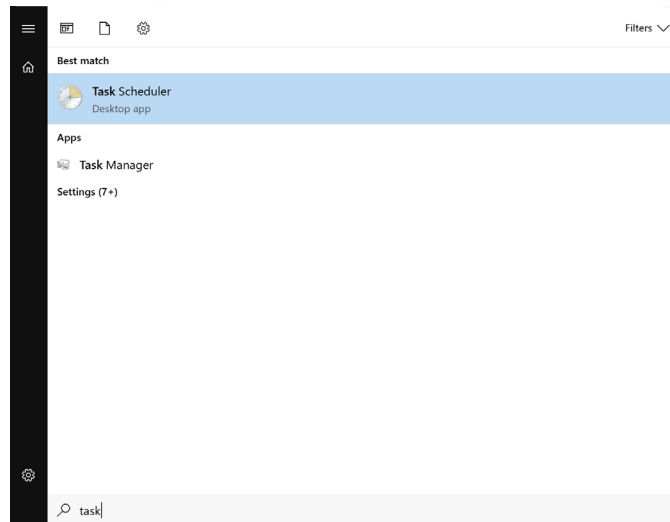 Filters
Best match
Task Scheduler
Desktop app
Apps
Task Manager
Settings (7+)
task